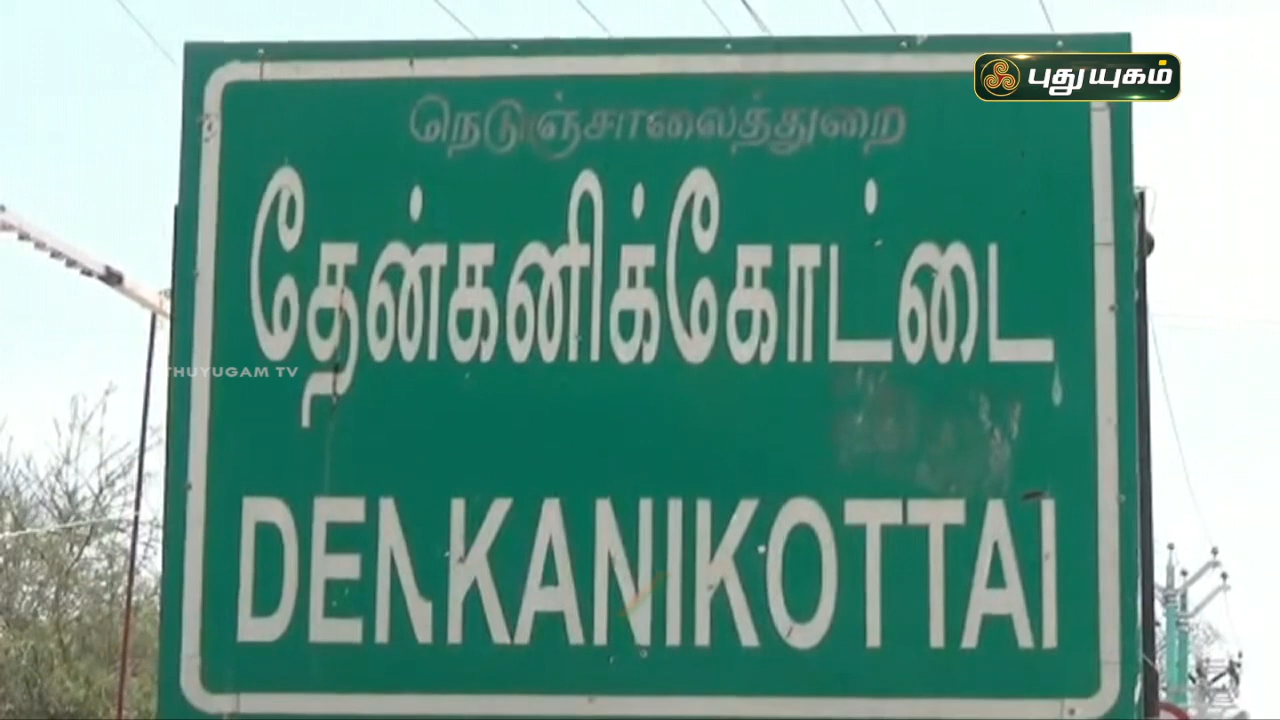 புதுயுகம்
நெடுஞ்சாலைத்துறை
தேன்கனிக்கோட்டை
THUYUGAM TV
DENKANIKOTTAI